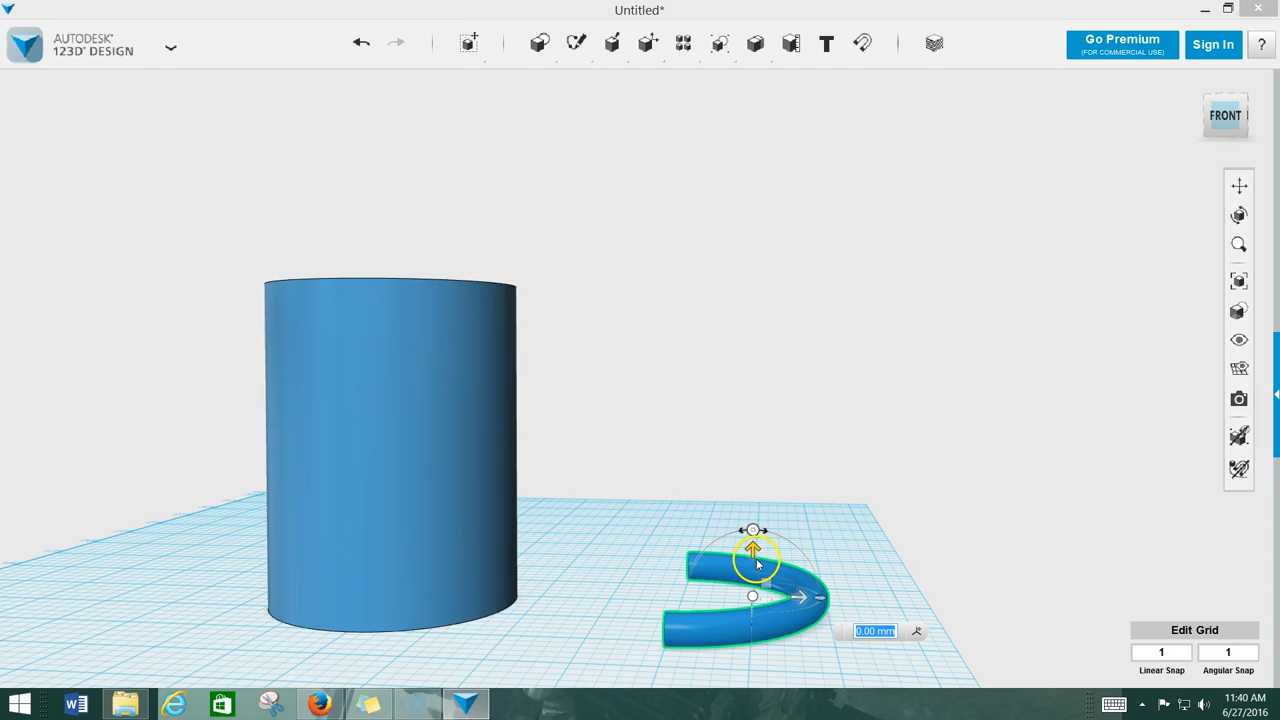 Untitled*
AUTODESK®
123D® DESIGN
T
Go Premium
(FOR COMMERCIAL USE)
Sign In
?
FRONT
0.00 mm
Edit Grid
1
1
Linear Snap
Angular Snap
11:40 AM
6/27/2016